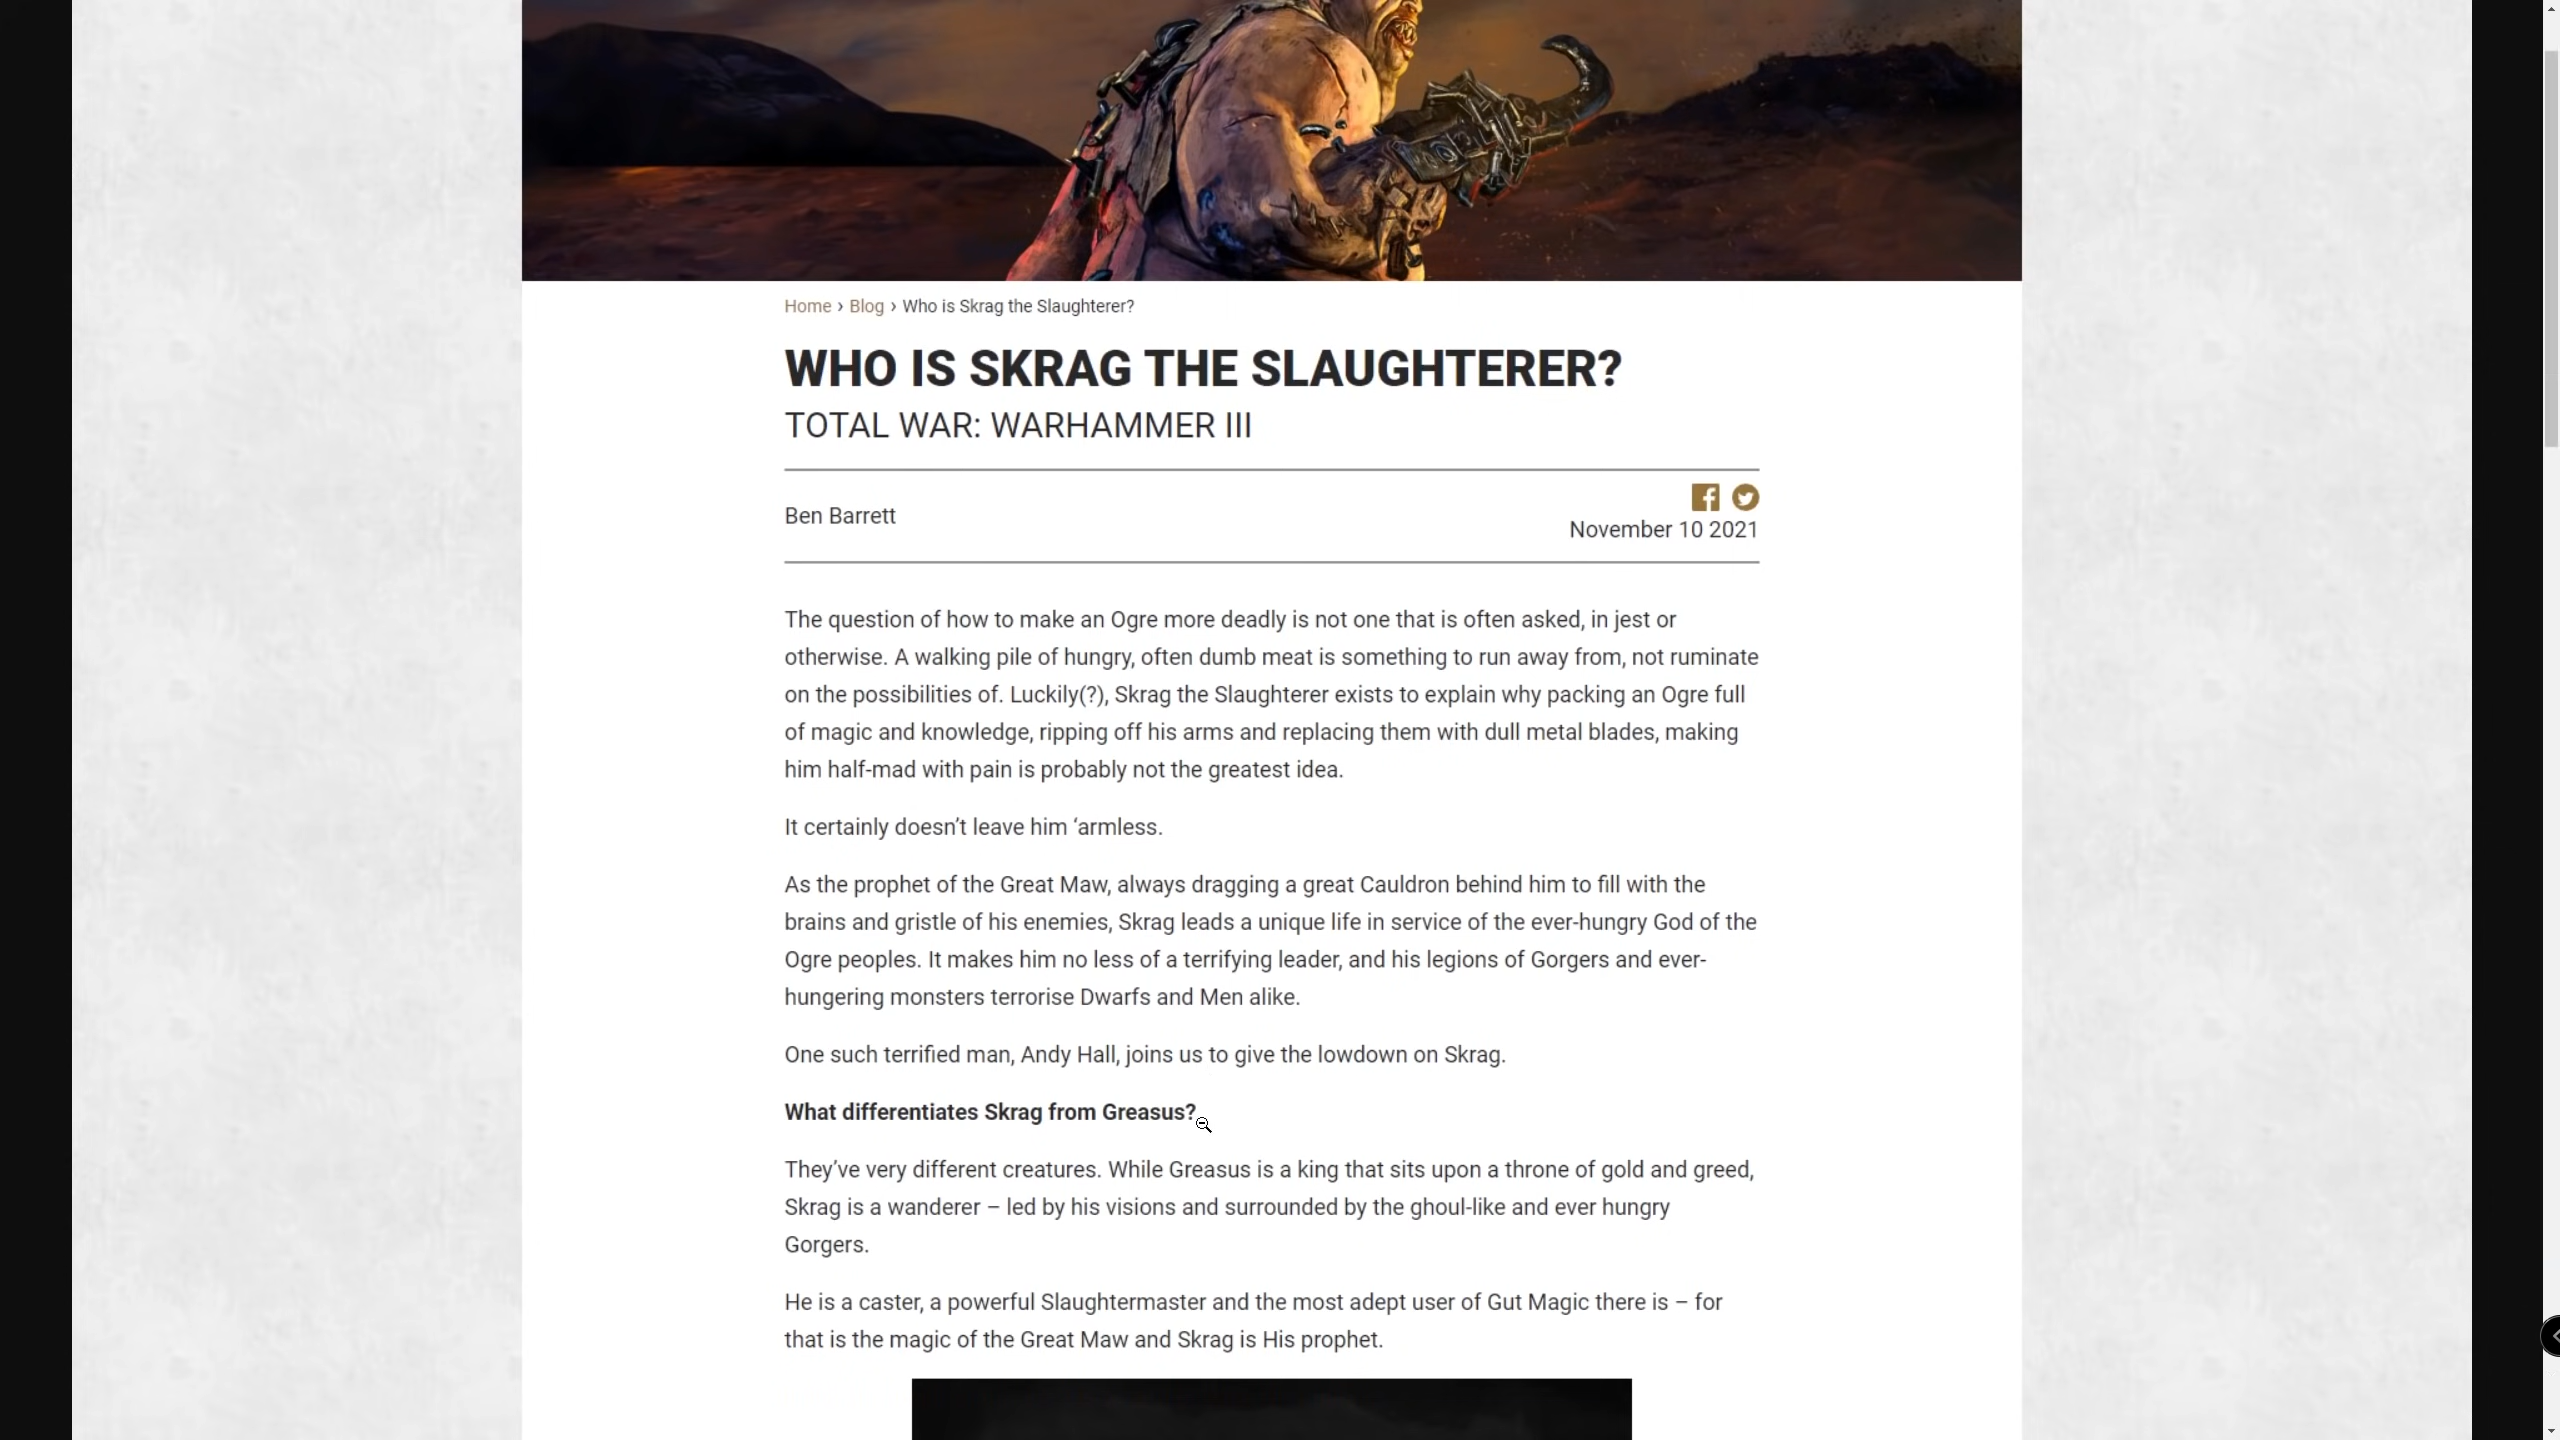 Home › Blog › Who is Skrag the Slaughterer?
WHO IS SKRAG THE SLAUGHTERER?
TOTAL WAR: WARHAMMER III
Ben Barrett
November 10 2021
The question of how to make an Ogre more deadly is not one that is often asked, in jest or
otherwise. A walking pile of hungry, often dumb meat is something to run away from, not ruminate
on the possibilities of. Luckily(?), Skrag the Slaughterer exists to explain why packing an Ogre full
of magic and knowledge, ripping off his arms and replacing them with dull metal blades, making
him half-mad with pain is probably not the greatest idea.
It certainly doesn’t leave him ‘armless.
As the prophet of the Great Maw, always dragging a great Cauldron behind him to fill with the
brains and gristle of his enemies, Skrag leads a unique life in service of the ever-hungry God of the
Ogre peoples. It makes him no less of a terrifying leader, and his legions of Gorgers and ever-
hungering monsters terrorise Dwarfs and Men alike.
One such terrified man, Andy Hall, joins us to give the lowdown on Skrag.
What differentiates Skrag from Greasus?
They’ve very different creatures. While Greasus is a king that sits upon a throne of gold and greed,
Skrag is a wanderer – led by his visions and surrounded by the ghoul-like and ever hungry
Gorgers.
He is a caster, a powerful Slaughtermaster and the most adept user of Gut Magic there is – for
that is the magic of the Great Maw and Skrag is His prophet.